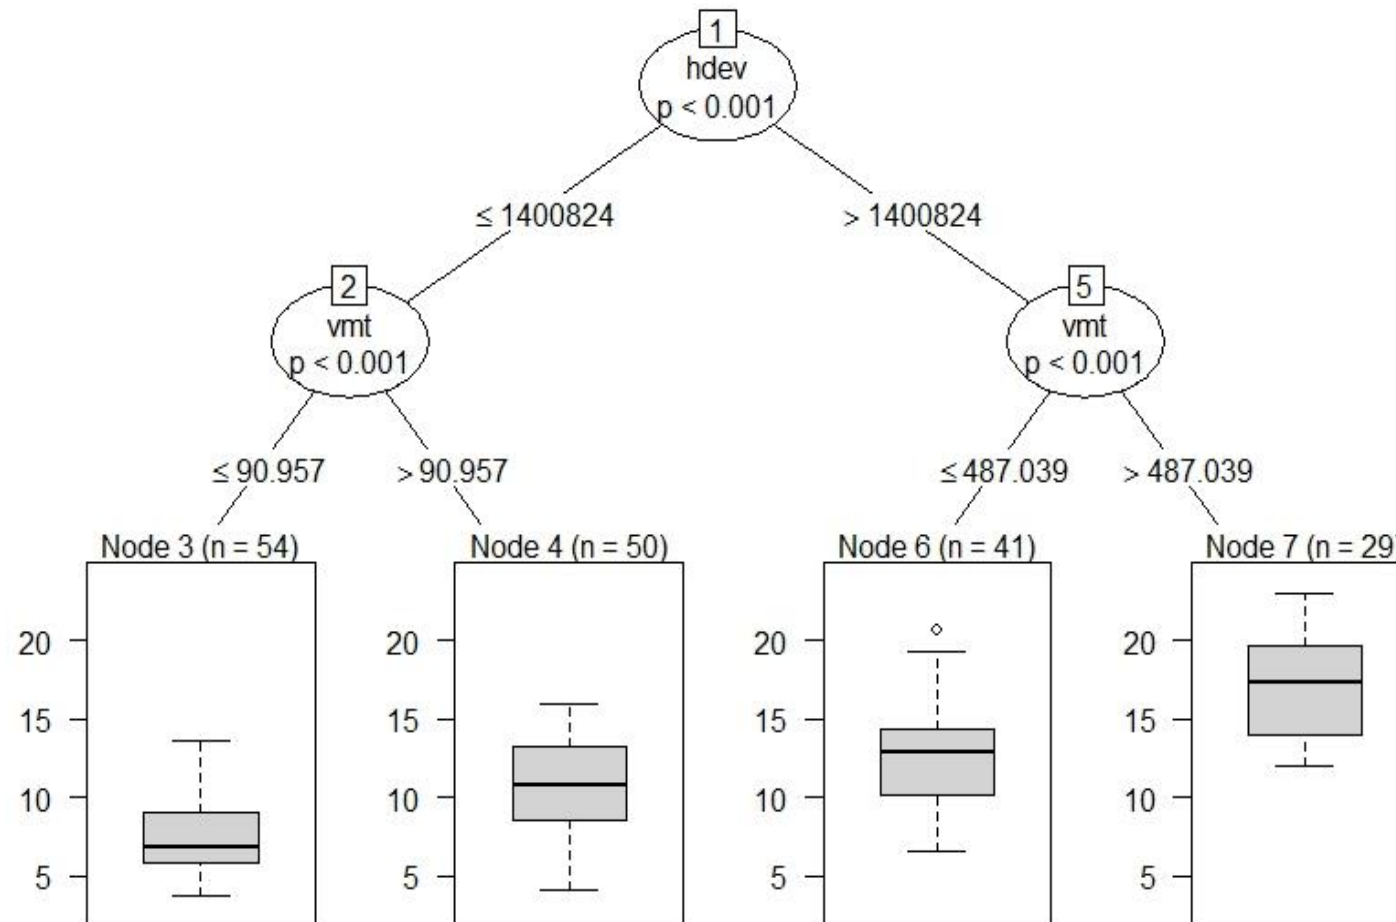 1
hdev
p < 0.001
≤ 1400824
> 1400824
2
vmt
p < 0.001
5
vmt
p < 0.001
≤ 90.957
> 90.957
≤ 487.039
> 487.039
Node 3 (n = 54)
Node 4 (n = 50)
Node 6 (n = 41)
Node 7 (n = 29
20
15
10
5
20
15
10
5
20
15
10
5
20
15
10
5